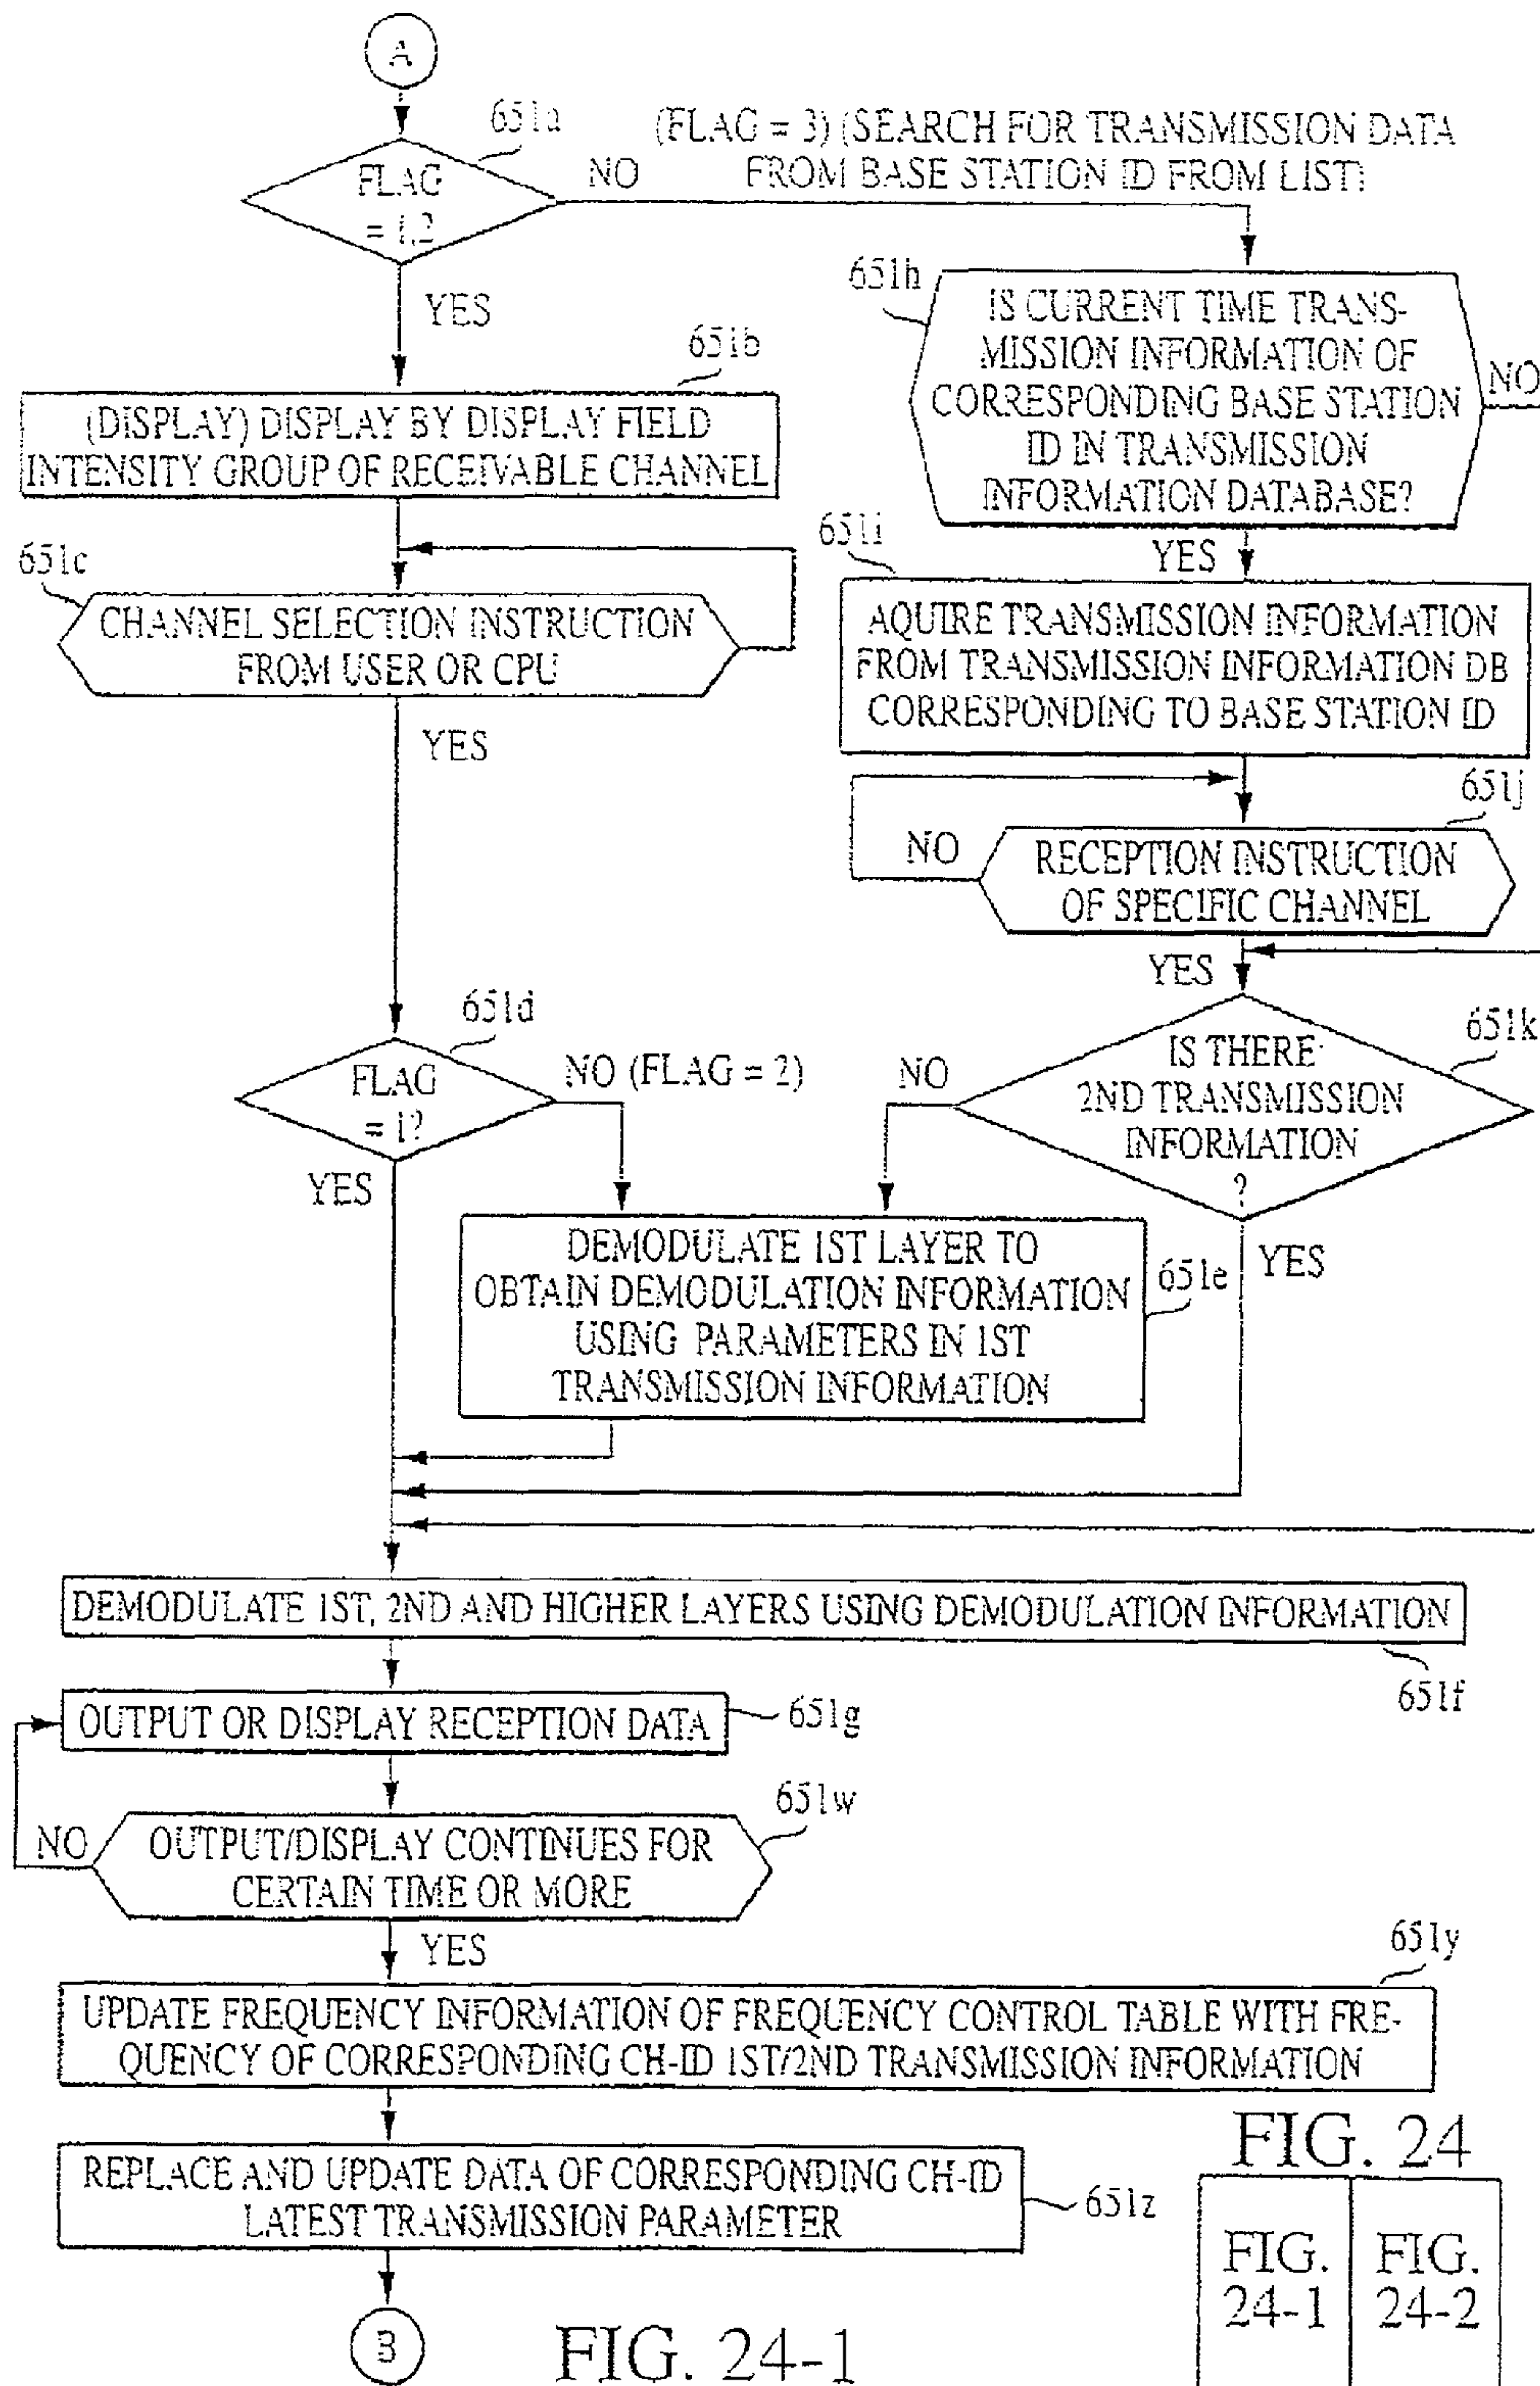 A
651a
FLAG
= 1,2
NO
(FLAG = 3) (SEARCH FOR TRANSMISSION DATA
FROM BASE STATION ID FROM LIST)
YES
651b
(DISPLAY) DISPLAY BY DISPLAY FIELD
INTENSITY GROUP OF RECEIVABLE CHANNEL
651c
CHANNEL SELECTION INSTRUCTION
FROM USER OR CPU
YES
651h
IS CURRENT TIME TRANS-
MISSION INFORMATION OF
CORRESPONDING BASE STATION
ID IN TRANSMISSION
INFORMATION DATABASE?
NO
YES
651i
AQUIRE TRANSMISSION INFORMATION
FROM TRANSMISSION INFORMATION DB
CORRESPONDING TO BASE STATION ID
651j
NO
RECEPTION INSTRUCTION
OF SPECIFIC CHANNEL
YES
651d
FLAG
= 1?
NO (FLAG = 2)
YES
651k
NO
IS THERE
2ND TRANSMISSION
INFORMATION
?
YES
DEMODULATE 1ST LAYER TO
OBTAIN DEMODULATION INFORMATION
USING PARAMETERS IN 1ST
TRANSMISSION INFORMATION
651e
DEMODULATE 1ST, 2ND AND HIGHER LAYERS USING DEMODULATION INFORMATION
651f
OUTPUT OR DISPLAY RECEPTION DATA
651g
651w
NO
OUTPUT/DISPLAY CONTINUES FOR
CERTAIN TIME OR MORE
YES
651y
UPDATE FREQUENCY INFORMATION OF FREQUENCY CONTROL TABLE WITH FRE-
QUENCY OF CORRESPONDING CH-ID 1ST/2ND TRANSMISSION INFORMATION
REPLACE AND UPDATE DATA OF CORRESPONDING CH-ID
LATEST TRANSMISSION PARAMETER
651z
B
FIG. 24-1
FIG. 24
FIG.
24-1
FIG.
24-2